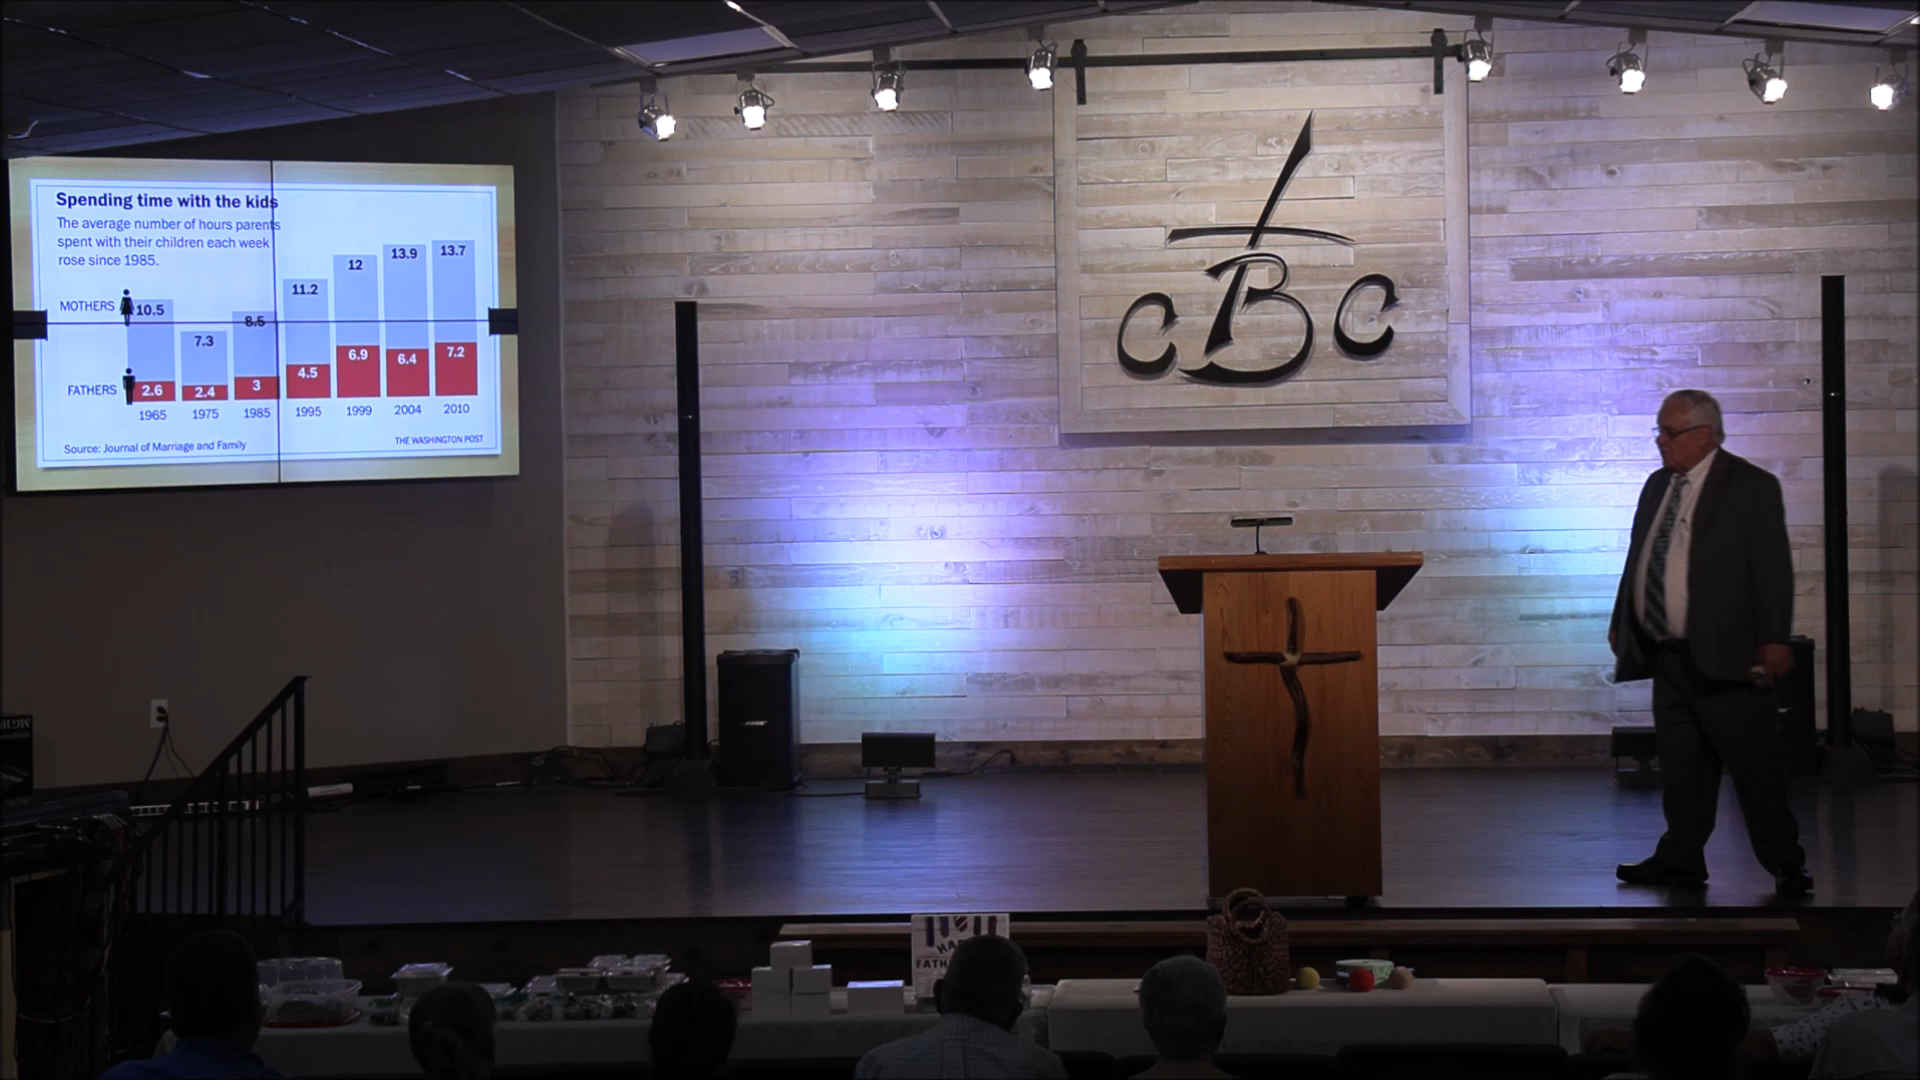 Spending time with the kids
The average number of hours parents
spent with their children each week
rose since 1985.
MOTHERS
10.5
7.3
8.5
11.2
12
13.9
13.7
FATHERS
2.6
2.4
3
4.5
6.9
6.4
7.2
1965
1975
1985
1995
1999
2004
2010
Source: Journal of Marriage and Family
THE WASHINGTON POST
cBc
BOSE